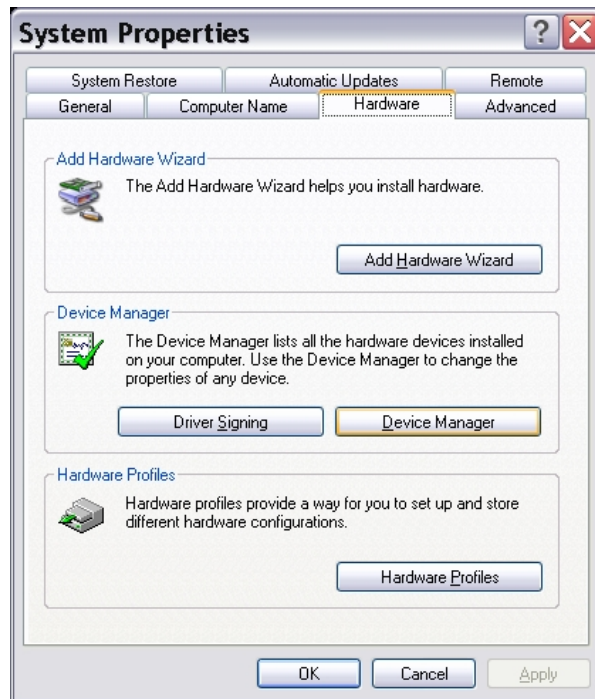 System Properties
System Restore Automatic Updates Remote
General Computer Name Hardware Advanced
Add Hardware Wizard
The Add Hardware Wizard helps you install hardware.
Add Hardware Wizard
Device Manager
The Device Manager lists all the hardware devices installed
on your computer. Use the Device Manager to change the
properties of any device.
Driver Signing Device Manager
Hardware Profiles
Hardware profiles provide a way for you to set up and store
different hardware configurations.
Hardware Profiles
OK Cancel Apply